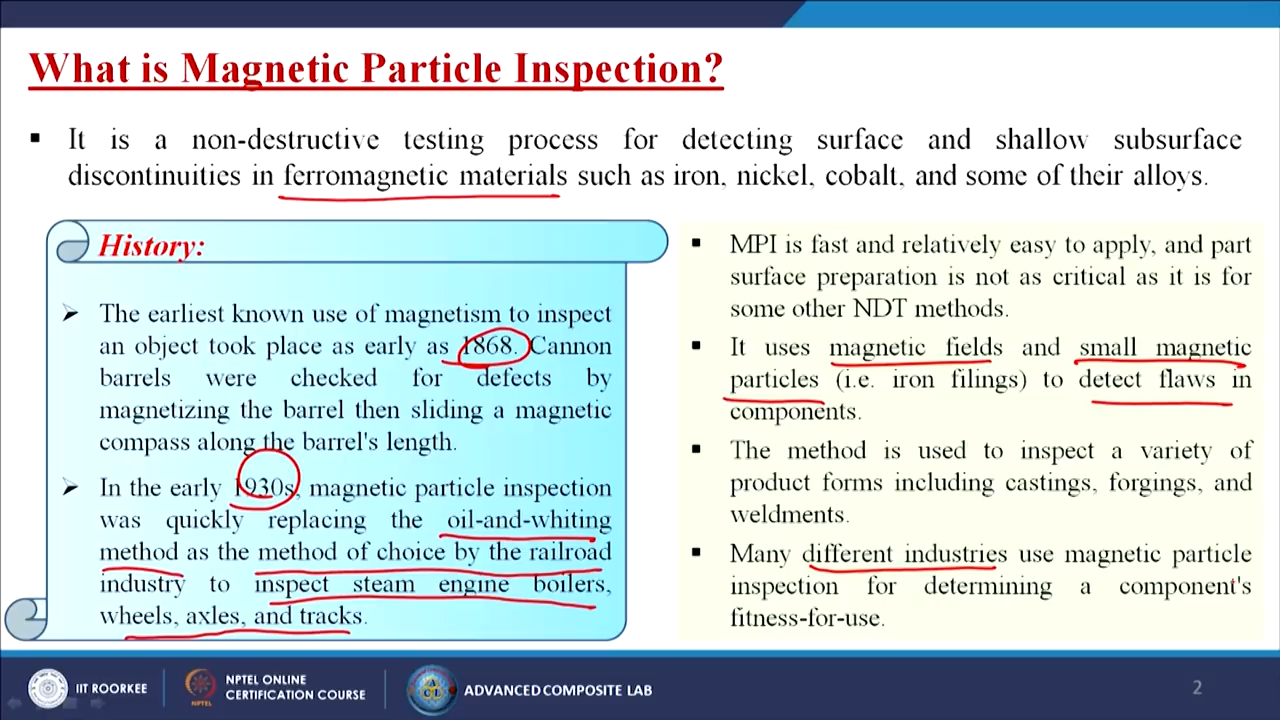 What is Magnetic Particle Inspection?
▪ It is a non-destructive testing process for detecting surface and shallow subsurface
discontinuities in ferromagnetic materials such as iron, nickel, cobalt, and some of their alloys.
History:
➢ The earliest known use of magnetism to inspect
an object took place as early as 1868. Cannon
barrels were checked for defects by
magnetizing the barrel then sliding a magnetic
compass along the barrel's length.
➢ In the early 1930s, magnetic particle inspection
was quickly replacing the oil-and-whiting
method as the method of choice by the railroad
industry to inspect steam engine boilers,
wheels, axles, and tracks.
▪ MPI is fast and relatively easy to apply, and part
surface preparation is not as critical as it is for
some other NDT methods.
▪ It uses magnetic fields and small magnetic
particles (i.e. iron filings) to detect flaws in
components.
▪ The method is used to inspect a variety of
product forms including castings, forgings, and
weldments.
▪ Many different industries use magnetic particle
inspection for determining a component's
fitness-for-use.
IIT ROORKEE
NPTEL
NPTEL ONLINE
CERTIFICATION COURSE
ACL
ADVANCED COMPOSITE LAB
2